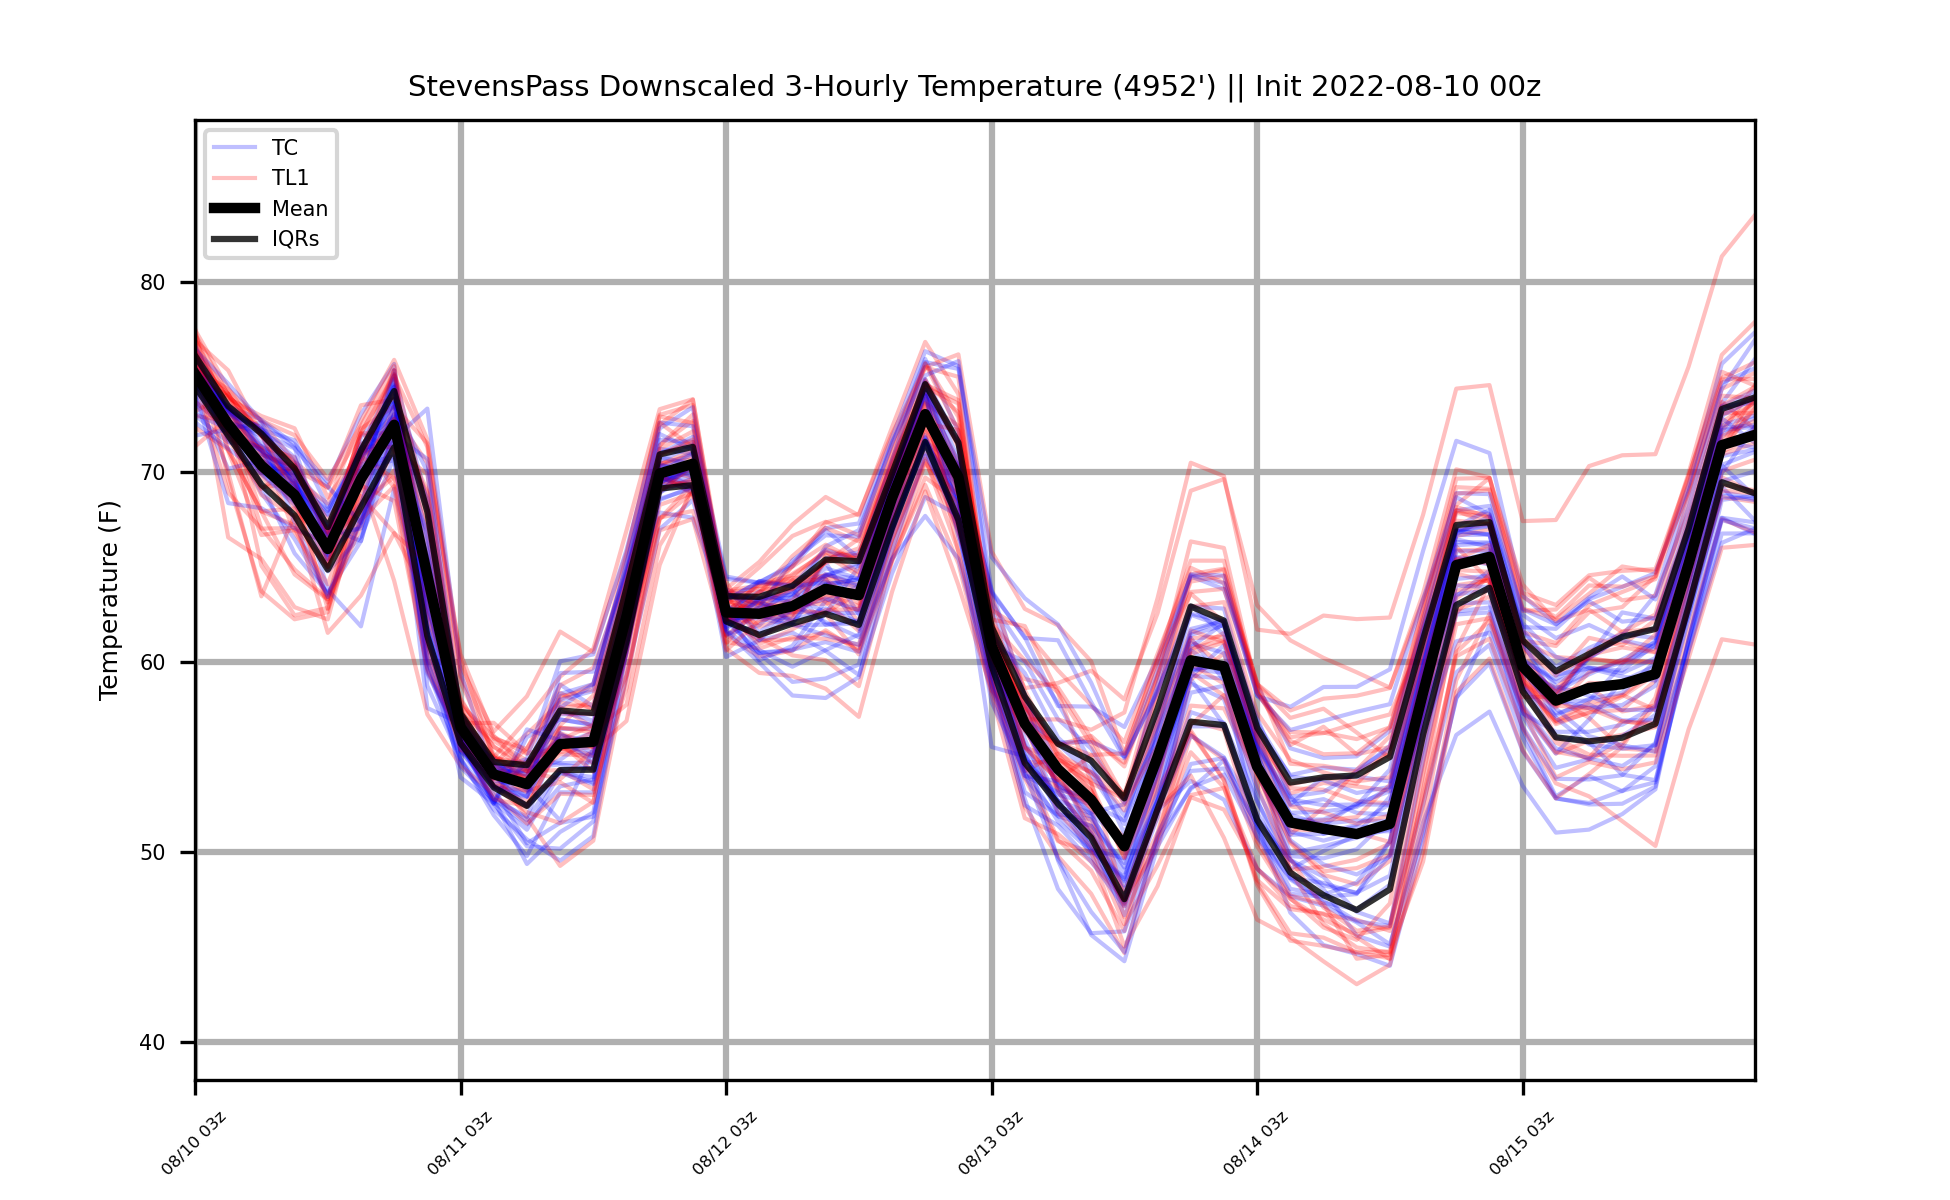 StevensPass Downscaled 3-Hourly Temperature (4952') || Init 2022-08-10 00z
TC
TL1
Mean
IQRs
Temperature (F)
80
70
60
50
40
08/10 03z
08/11 03z
08/12 03z
08/13 03z
08/14 03z
08/15 03z